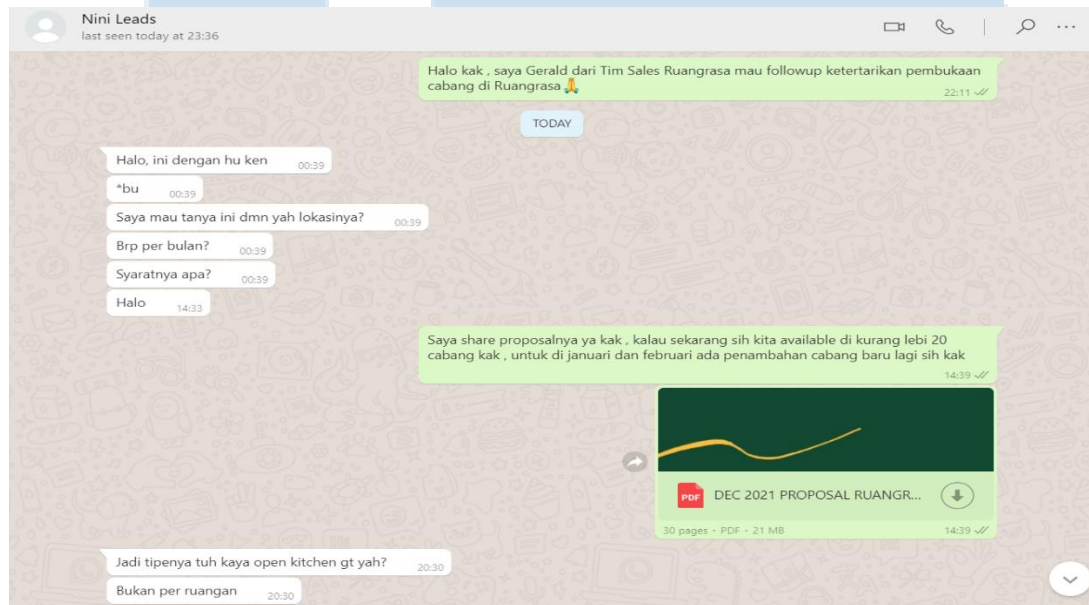 Nini Leads
last seen today at 23:36
Halo kak , saya Gerald dari Tim Sales Ruangrasa mau followup ketertarikan pembukaan
cabang di Ruangrasa🙏
22:11
TODAY
Halo, ini dengan hu ken 00:39
*bu 00:39
Saya mau tanya ini dmn yah lokasinya? 00:39
Brp per bulan? 00:39
Syaratnya apa? 00:39
Halo 14:33
Saya share proposalnya ya kak , kalau sekarang sih kita available di kurang lebi 20
cabang kak , untuk di januari dan februari ada penambahan cabang baru lagi sih kak
14:39
PDF DEC 2021 PROPOSAL RUANGR...
30 pages • PDF • 21 MB 14:39
Jadi tipenya tuh kaya open kitchen gt yah? 20:30
Bukan per ruangan 20:30